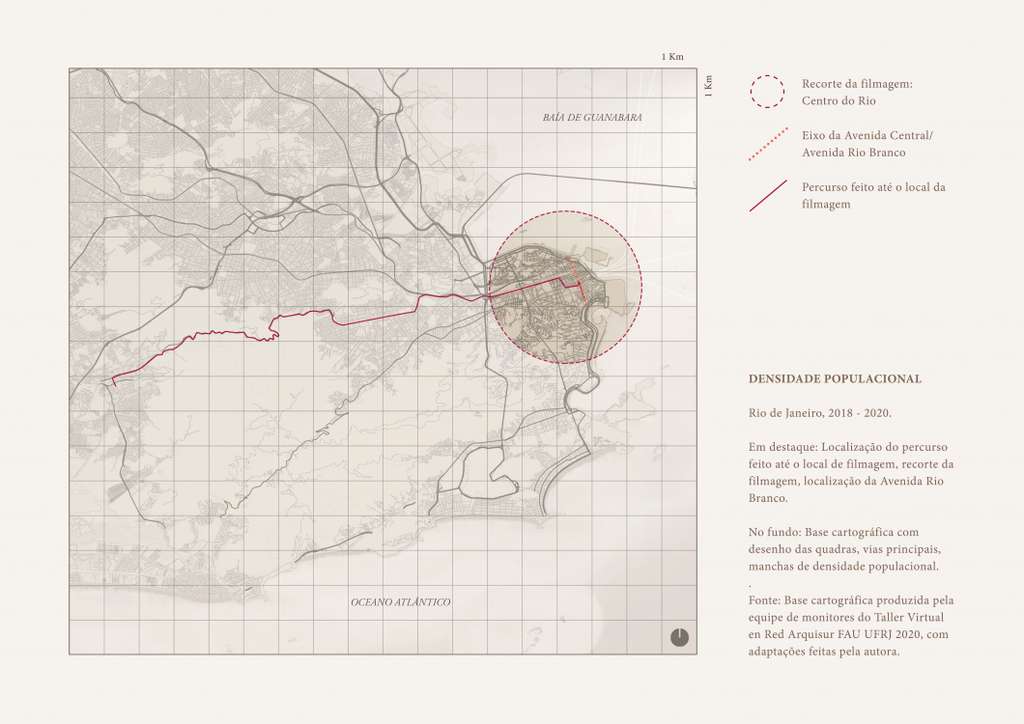 1 Km
1 Km
BAÍA DE GUANABARA
OCEANO ATLÂNTICO
Recorte da filmagem:
Centro do Rio
Eixo da Avenida Central/
Avenida Rio Branco
Percurso feito até o local da
filmagem
DENSIDADE POPULACIONAL
Rio de Janeiro, 2018 - 2020.
Em destaque: Localização do percurso
feito até o local de filmagem, recorte da
filmagem, localização da Avenida Rio
Branco.
No fundo: Base cartográfica com
desenho das quadras, vias principais,
manchas de densidade populacional.
.
Fonte: Base cartográfica produzida pela
equipe de monitores do Taller Virtual
en Red Arquisur FAU UFRJ 2020, com
adaptações feitas pela autora.